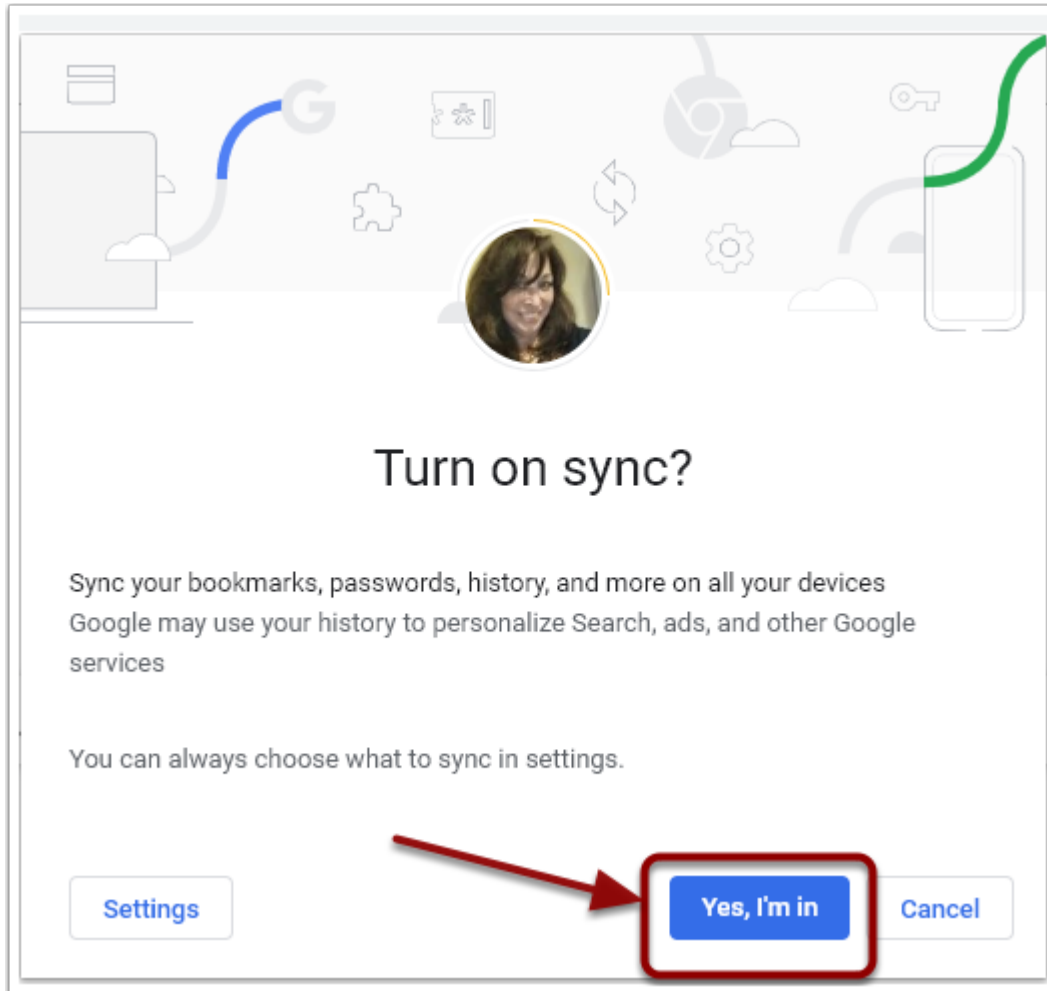 Turn on sync?
Sync your bookmarks, passwords, history, and more on all your devices
Google may use your history to personalize Search, ads, and other Google
services
You can always choose what to sync in settings.
Settings
Yes, I'm in
Cancel